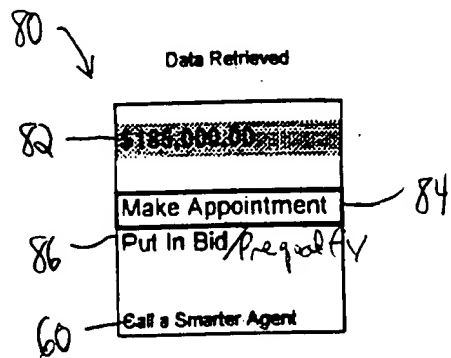 80
Data Retrieved
82 $185,000.00
Make Appointment 84
86 Put In Bid/Prequalify
60 Call a Smarter Agent